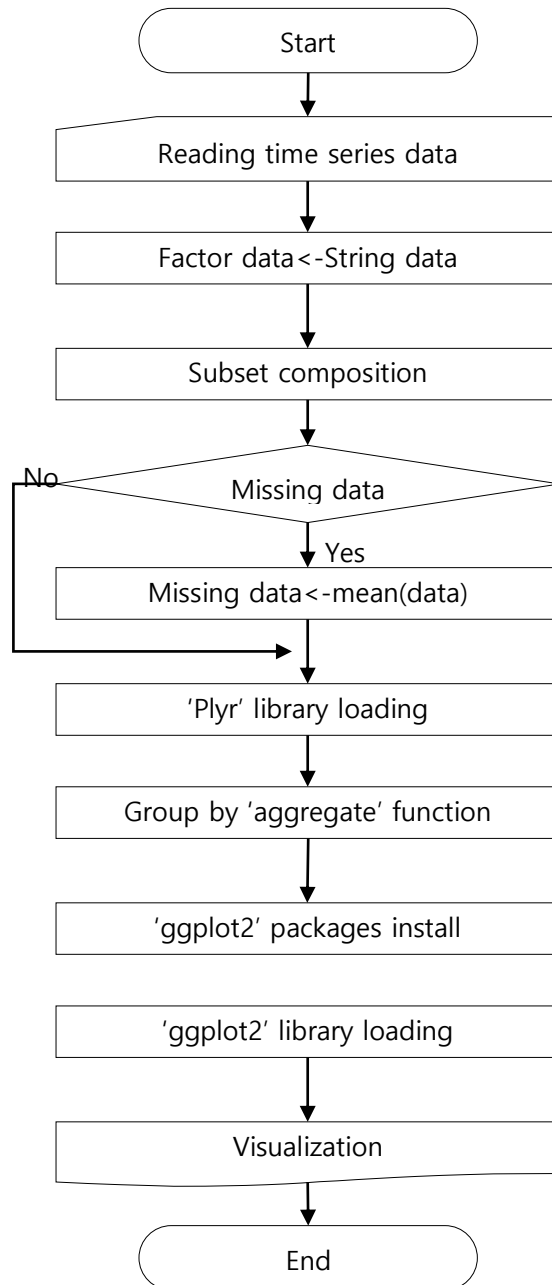 Start
Reading time series data
Factor data<-String data
Subset composition
No
Missing data
Yes
Missing data<-mean(data)
‘Plyr’ library loading
Group by ‘aggregate’ function
‘ggplot2’ packages install
‘ggplot2’ library loading
Visualization
End